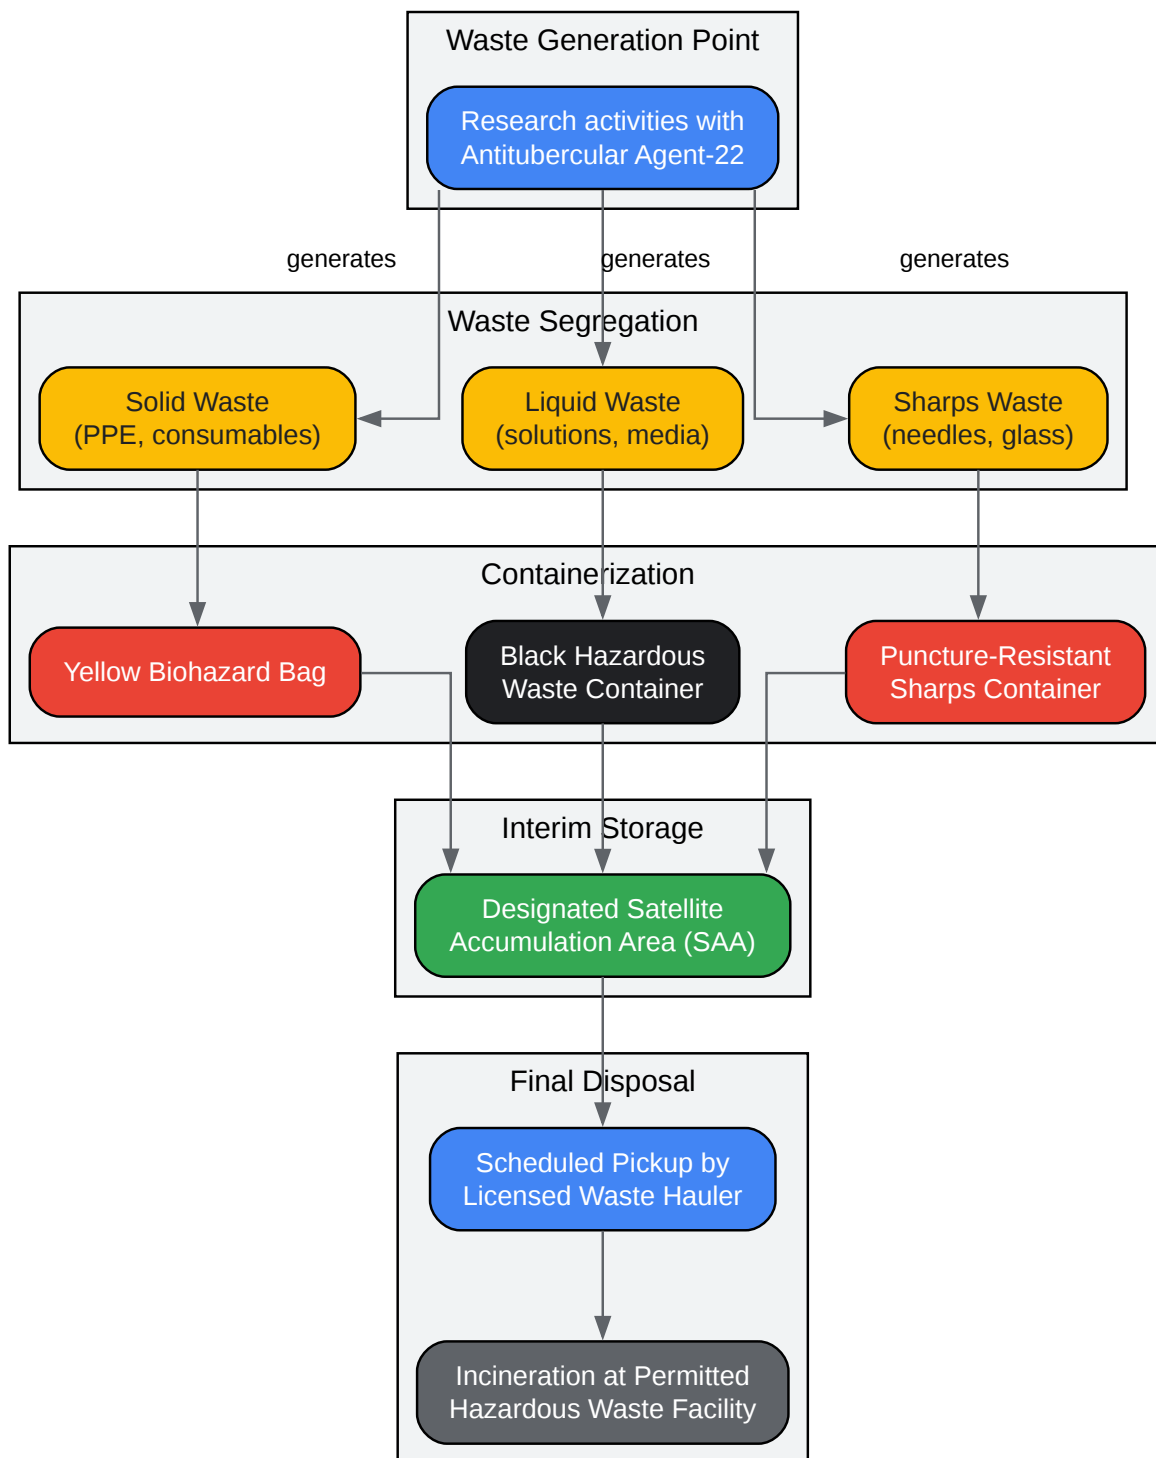 Waste Generation Point
Research activities with
Antitubercular Agent-22
generates
generates
generates
Waste Segregation
Solid Waste
(PPE, consumables)
Liquid Waste
(solutions, media)
Sharps Waste
(needles, glass)
Containerization
Yellow Biohazard Bag
Black Hazardous
Waste Container
Puncture-Resistant
Sharps Container
Interim Storage
Designated Satellite
Accumulation Area (SAA)
Final Disposal
Scheduled Pickup by
Licensed Waste Hauler
Incineration at Permitted
Hazardous Waste Facility